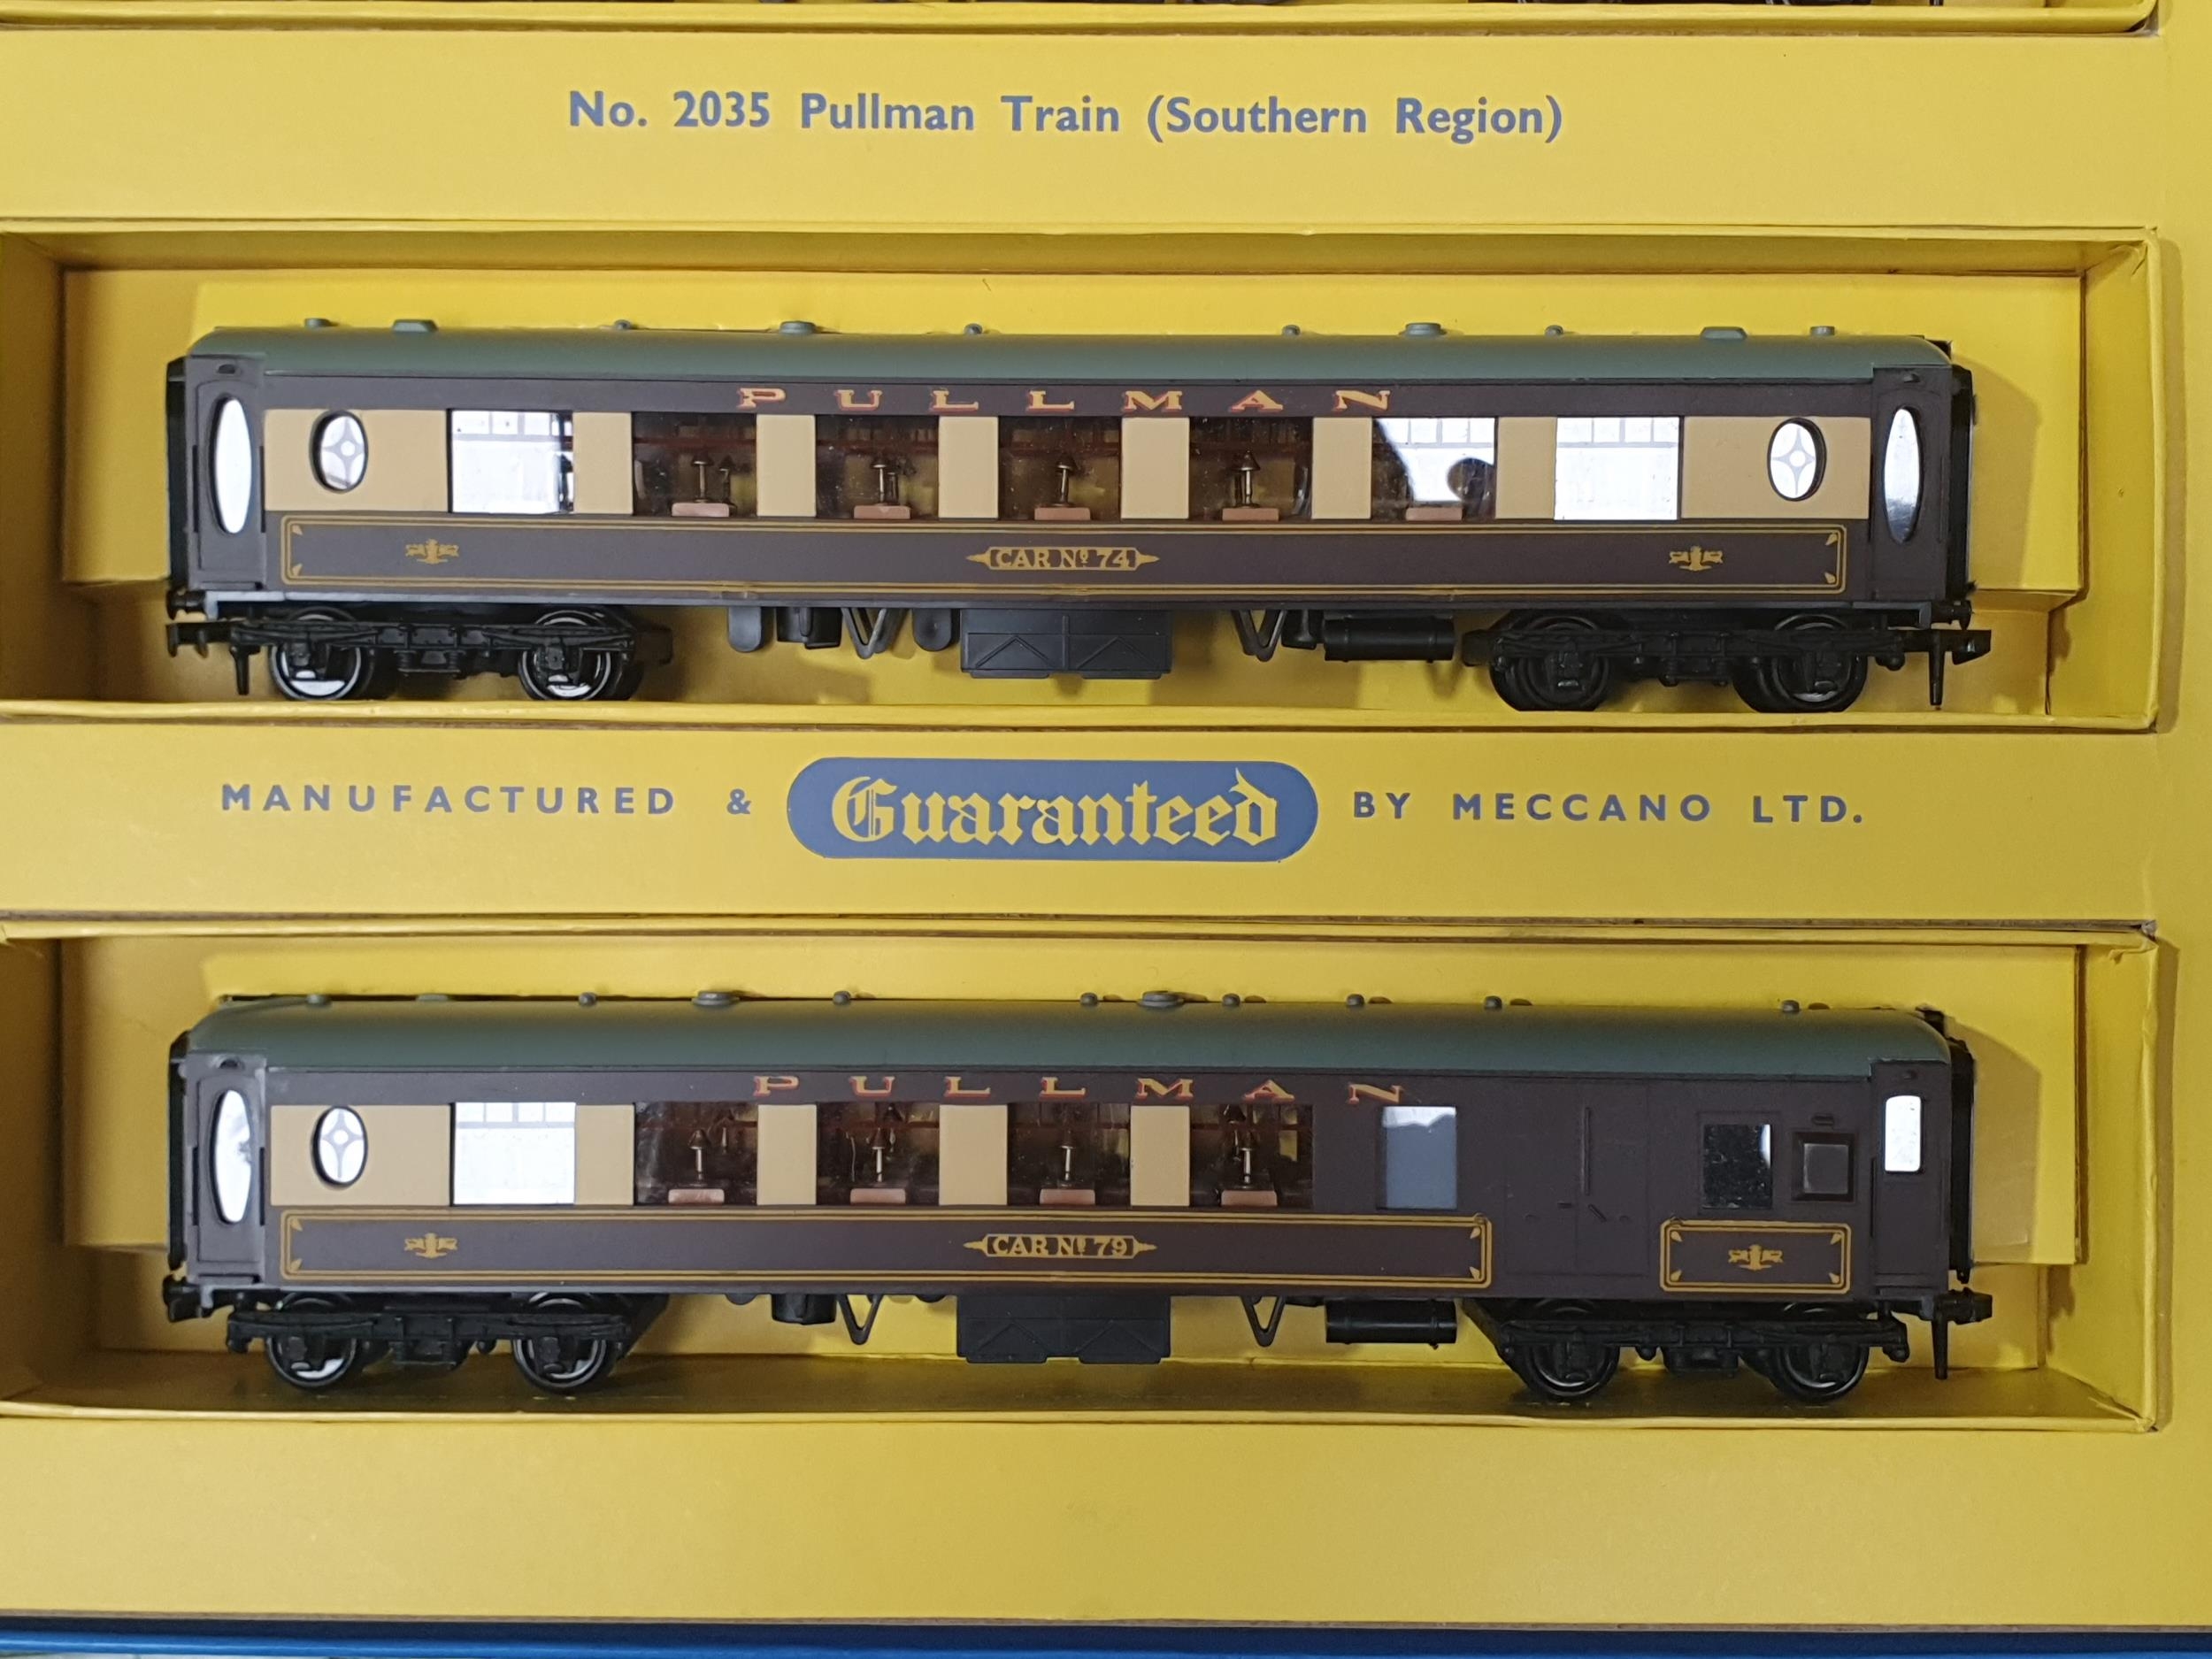 No. 2035 Pullman Train (Southern Region)
PULLMAN
CAR Nº 74
MANUFACTURED & Guaranteed BY MECCANO LTD.
PULLMAN
CAR Nº 79